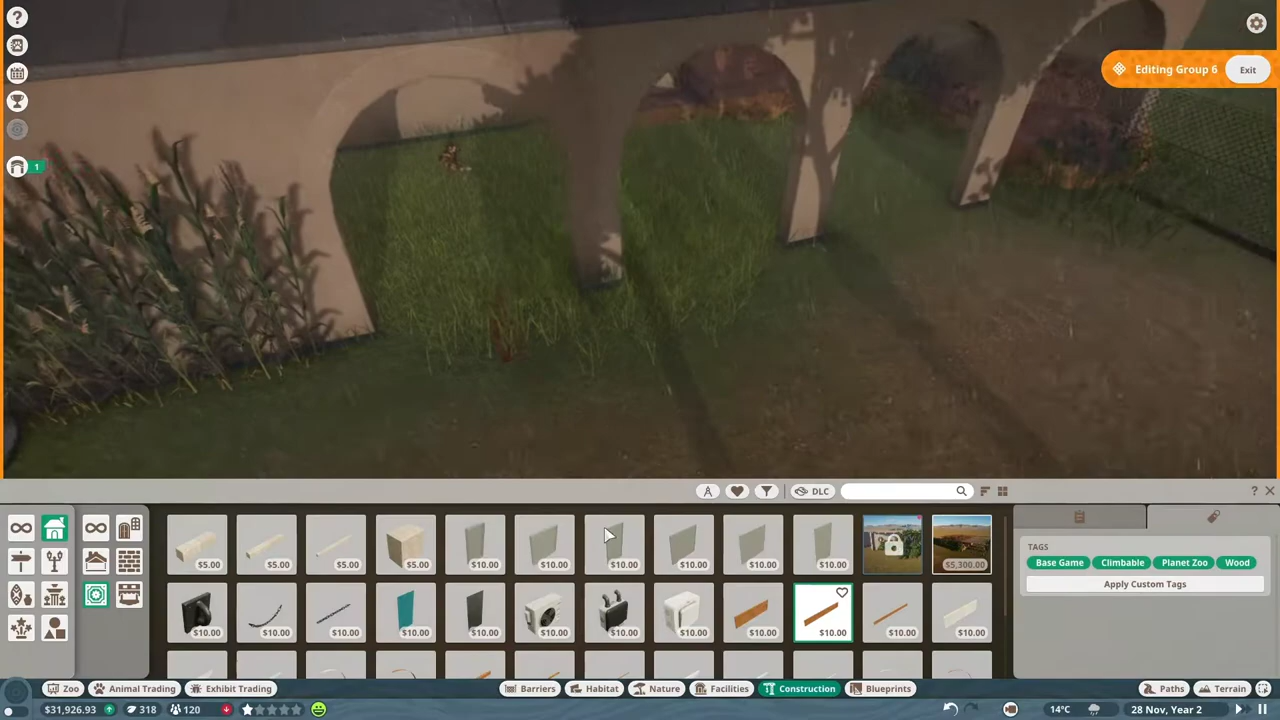 ?
Editing Group 6
Exit
1
DLC
?
$5.00
$5.00
$5.00
$5.00
$10.00
$10.00
$10.00
$10.00
$10.00
$10.00
$5,300.00
TAGS
Base Game
Climbable
Planet Zoo
Wood
Apply Custom Tags
$10.00
$10.00
$10.00
$10.00
$10.00
$10.00
$10.00
$10.00
$10.00
$10.00
$10.00
$10.00
Zoo
Animal Trading
Exhibit Trading
Barriers
Habitat
Nature
Facilities
Construction
Blueprints
Paths
Terrain
$31,926.93
318
120
14°C
28 Nov, Year 2